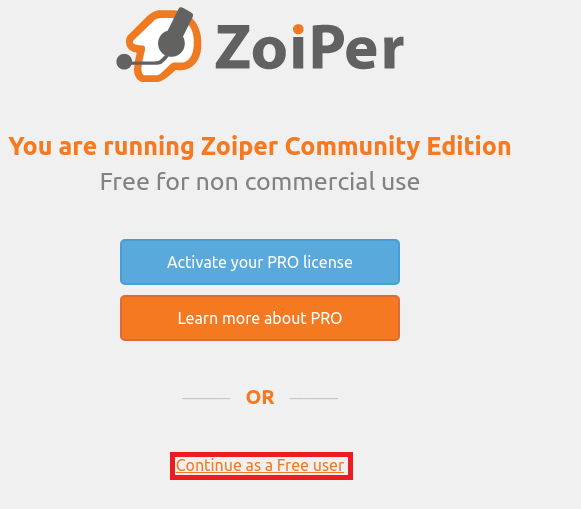 ZoiPer
You are running Zoiper Community Edition
Free for non commercial use
Activate your PRO license
Learn more about PRO
OR
Continue as a Free user